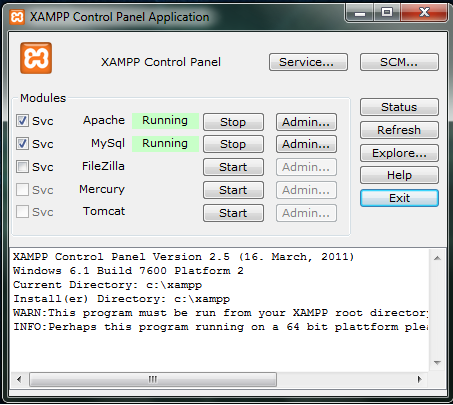 XAMPP Control Panel Application
XAMPP Control Panel
Service...
SCM...
Modules
Svc Apache Running Stop Admin...
Svc MySql Running Stop Admin...
Svc FileZilla Start Admin...
Svc Mercury Start Admin...
Svc Tomcat Start Admin...
Status
Refresh
Explore...
Help
Exit
XAMPP Control Panel Version 2.5 (16. March, 2011)
Windows 6.1 Build 7600 Platform 2
Current Directory: c:\xampp
Install(er) Directory: c:\xampp
WARN:This program must be run from your XAMPP root directory
INFO:Perhaps this program running on a 64 bit plattform plea